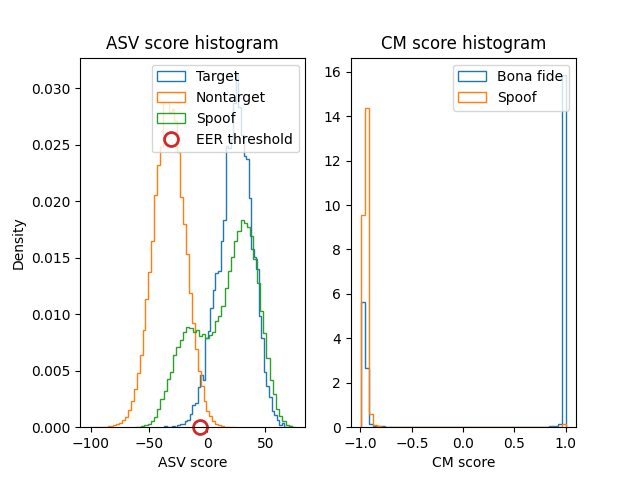 ASV score histogram
Target
Nontarget
Spoof
EER threshold
0.030
0.025
0.020
0.015
0.010
0.005
0.000
Density
−100
−50
0
50
ASV score
CM score histogram
Bona fide
Spoof
16
14
12
10
8
6
4
2
0
−1.0
−0.5
0.0
0.5
1.0
CM score